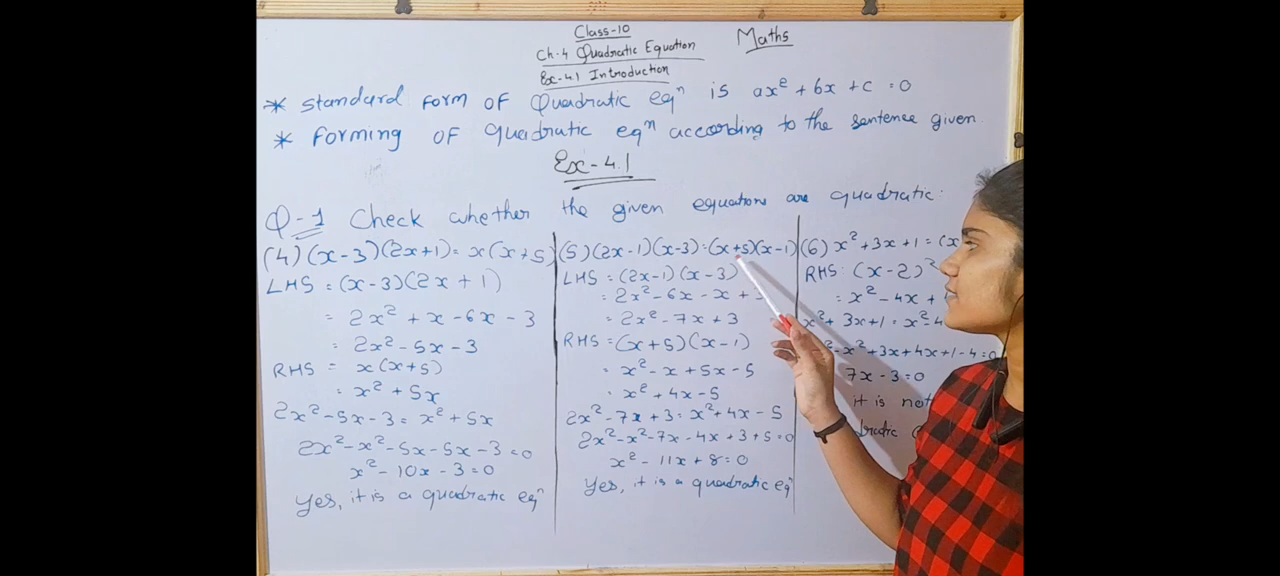 Class-10
Maths
Ch-4 Quadratic Equation
Ex-4.1 Introduction
* Standard form of Quadratic eqⁿ is ax² + bx + c = 0
* Forming of quadratic eqⁿ according to the sentence given.
Ex-4.1
Q-1 Check whether the given equations are quadratic.
(4) (x-3)(2x+1) = x(x+5)
LHS = (x-3)(2x+1)
= 2x² + x - 6x - 3
= 2x² - 5x - 3
RHS = x(x+5)
= x² + 5x
2x² - 5x - 3 = x² + 5x
2x² - x² - 5x - 5x - 3 = 0
x² - 10x - 3 = 0
Yes, it is a quadratic eqⁿ
(5) (2x-1)(x-3) = (x+5)(x-1)
LHS = (2x-1)(x-3)
= 2x² - 6x - x +
= 2x² - 7x + 3
RHS = (x+5)(x-1)
= x² - x + 5x - 5
= x² + 4x - 5
2x² - 7x + 3 = x² + 4x - 5
2x² - x² - 7x - 4x + 3 + 5 = 0
x² - 11x + 8 = 0
Yes, it is a quadratic eqⁿ
(6) x² + 3x + 1 = (x
RHS: (x-2)²
= x² - 4x +
x² + 3x + 1 = x² - 4
- x² + 3x + 4x + 1 - 4 = 0
7x - 3 = 0
it is not